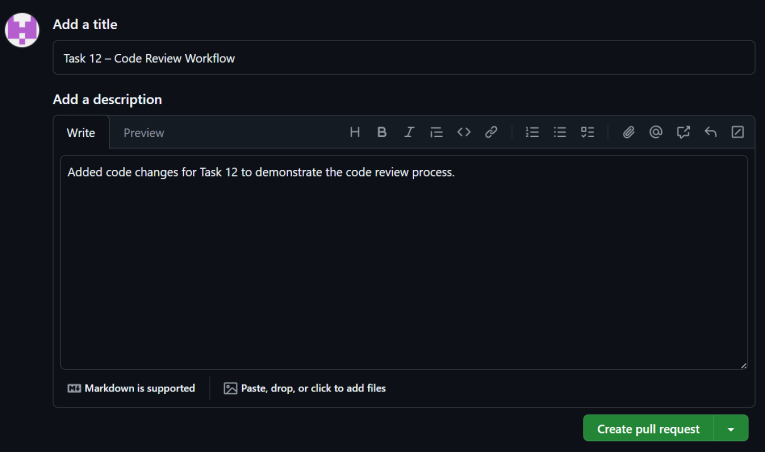 Add a title
Task 12 – Code Review Workflow
Add a description
Write Preview
Added code changes for Task 12 to demonstrate the code review process.
Markdown is supported Paste, drop, or click to add files
Create pull request